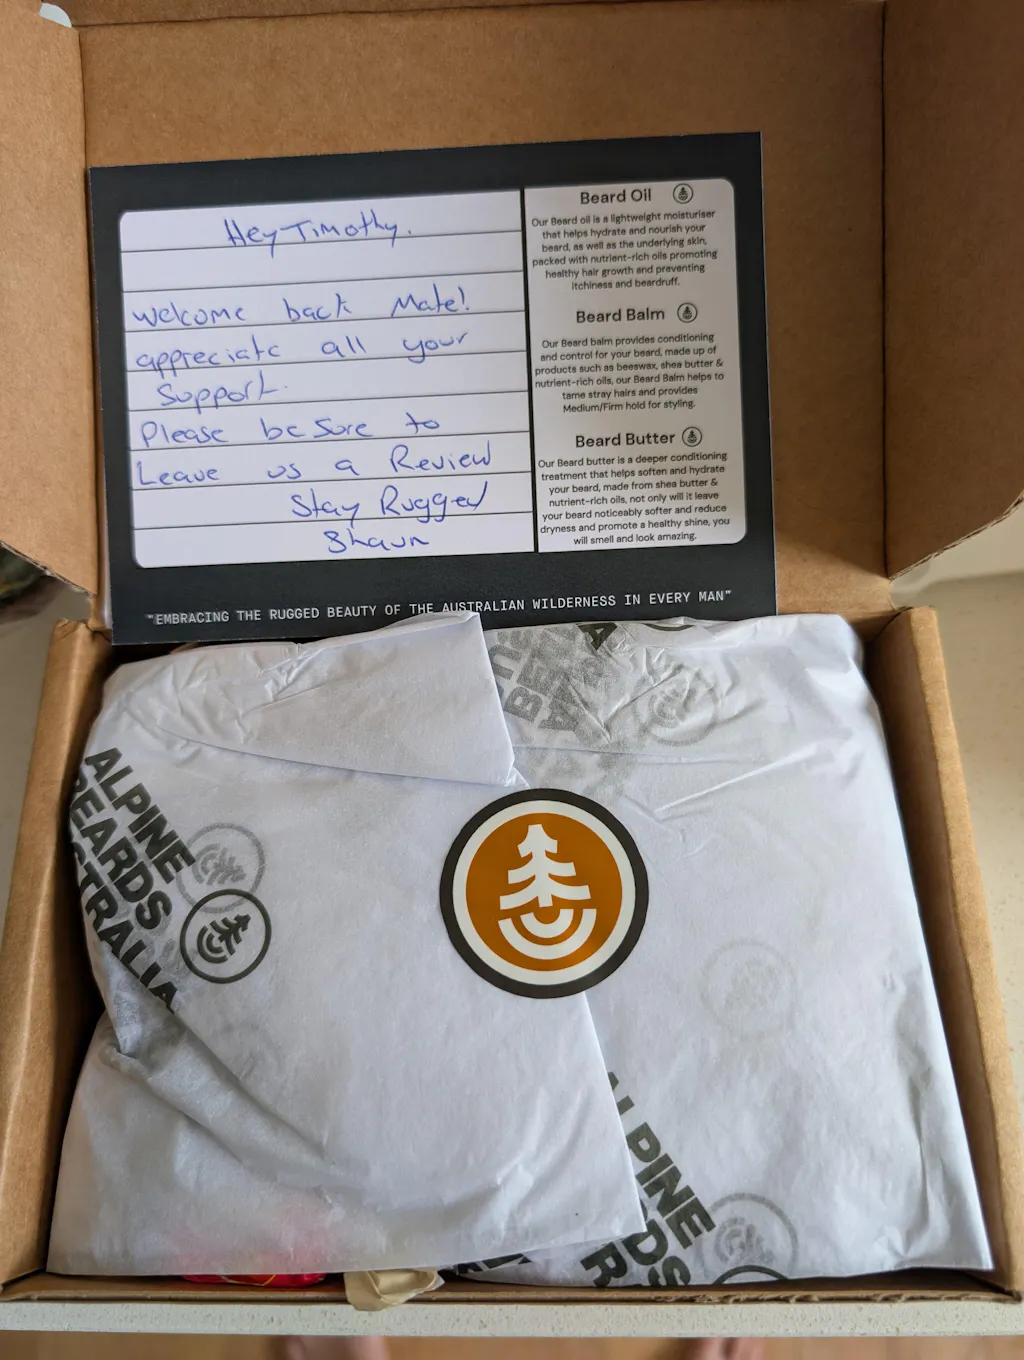 Hey Timothy.
Welcome back Mate!
appreciate all your
Support.
Please be sure to
Leave us a Review
Stay Rugged
Shaun
Beard Oil
Our Beard oil is a lightweight moisturiser
that helps hydrate and nourish your
beard, as well as the underlying skin,
packed with nutrient-rich oils promoting
healthy hair growth and preventing
itchiness and beardruff.
Beard Balm
Our Beard balm provides conditioning
and control for your beard, made up of
products such as beeswax, shea butter &
nutrient-rich oils, our Beard Balm helps to
tame stray hairs and provides
Medium/Firm hold for styling.
Beard Butter
Our Beard butter is a deeper conditioning
treatment that helps soften and hydrate
your beard, made from shea butter &
nutrient-rich oils, not only will it leave
your beard noticeably softer and reduce
dryness and promote a healthy shine, you
will smell and look amazing.
"EMBRACING THE RUGGED BEAUTY OF THE AUSTRALIAN WILDERNESS IN EVERY MAN"
ALPINE
BEARDS
STRALIA
ALPINE